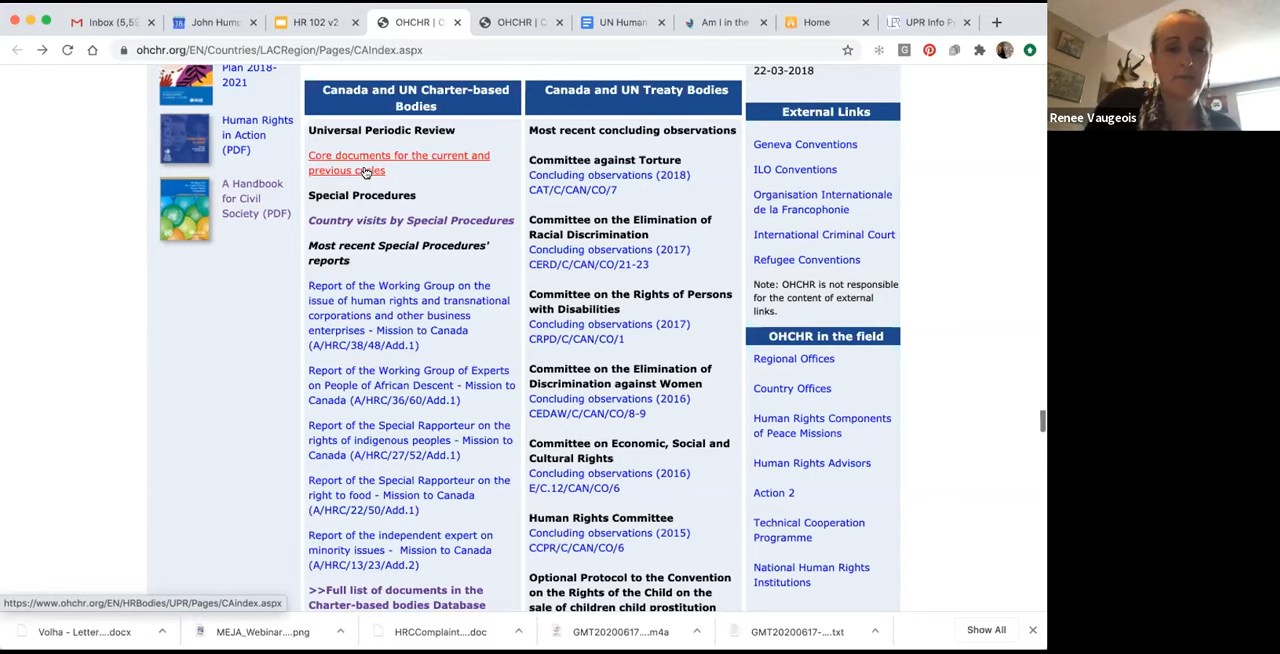 Inbox (5,59
John Hump
HR 102 v2
OHCHR | C
OHCHR | C
UN Human
Am I in the
Home
UPR Info P
ohchr.org/EN/Countries/LACRegion/Pages/CAIndex.aspx
Plan 2018-
2021
Human Rights
in Action
(PDF)
A Handbook
for Civil
Society (PDF)
Canada and UN Charter-based
Bodies
Universal Periodic Review
Core documents for the current and
previous cycles
Special Procedures
Country visits by Special Procedures
Most recent Special Procedures'
reports
Report of the Working Group on the
issue of human rights and transnational
corporations and other business
enterprises - Mission to Canada
(A/HRC/38/48/Add.1)
Report of the Working Group of Experts
on People of African Descent - Mission to
Canada (A/HRC/36/60/Add.1)
Report of the Special Rapporteur on the
rights of indigenous peoples - Mission to
Canada (A/HRC/27/52/Add.1)
Report of the Special Rapporteur on the
right to food - Mission to Canada
(A/HRC/22/50/Add.1)
Report of the independent expert on
minority issues - Mission to Canada
(A/HRC/13/23/Add.2)
>>Full list of documents in the
Charter-based bodies Database
Canada and UN Treaty Bodies
Most recent concluding observations
Committee against Torture
Concluding observations (2018)
CAT/C/CAN/CO/7
Committee on the Elimination of
Racial Discrimination
Concluding observations (2017)
CERD/C/CAN/CO/21-23
Committee on the Rights of Persons
with Disabilities
Concluding observations (2017)
CRPD/C/CAN/CO/1
Committee on the Elimination of
Discrimination against Women
Concluding observations (2016)
CEDAW/C/CAN/CO/8-9
Committee on Economic, Social and
Cultural Rights
Concluding observations (2016)
E/C.12/CAN/CO/6
Human Rights Committee
Concluding observations (2015)
CCPR/C/CAN/CO/6
Optional Protocol to the Convention
on the Rights of the Child on the
sale of children child prostitution
22-03-2018
External Links
Geneva Conventions
ILO Conventions
Organisation Internationale
de la Francophonie
International Criminal Court
Refugee Conventions
Note: OHCHR is not responsible
for the content of external
links.
OHCHR in the field
Regional Offices
Country Offices
Human Rights Components
of Peace Missions
Human Rights Advisors
Action 2
Technical Cooperation
Programme
National Human Rights
Institutions
Renee Vaugeois
https://www.ohchr.org/EN/HRBodies/UPR/Pages/CAindex.aspx
Volha - Letter....docx
MEJA_Webinar....png
HRCComplaint....doc
GMT20200617....m4a
GMT20200617-....txt
Show All